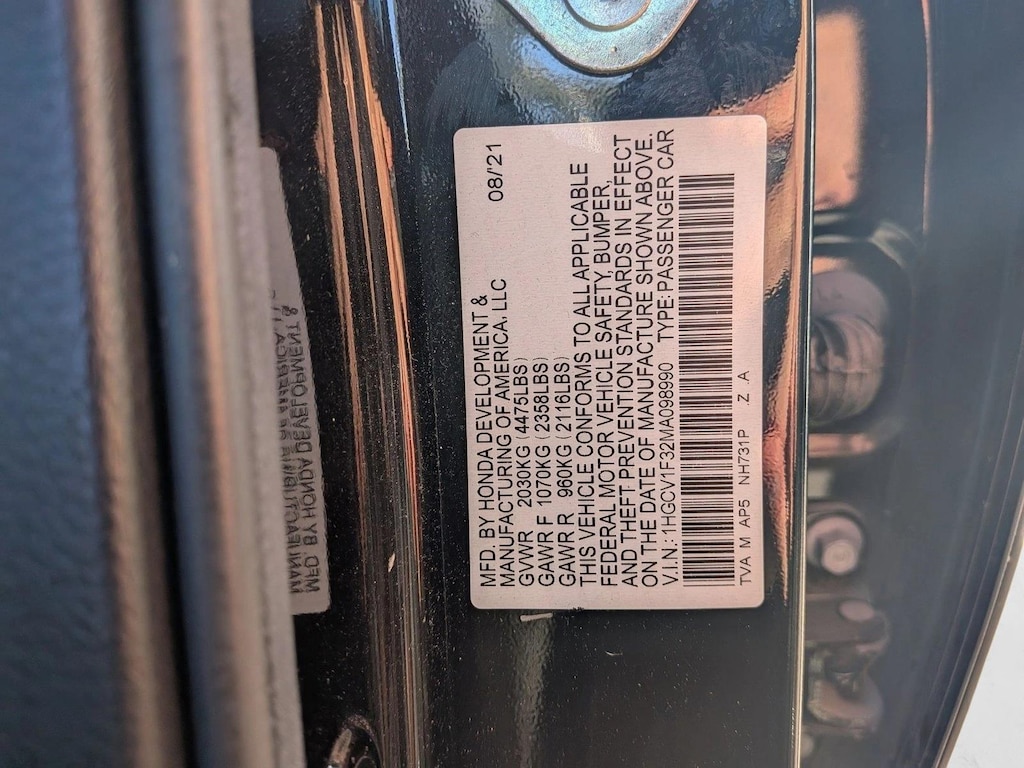 MFD. BY HONDA DEVELOPMENT & 08/21
MANUFACTURING OF AMERICA. LLC
GVWR 2030KG (4475LBS)
GAWR F 1070KG (2358LBS)
GAWR R 960KG (2116LBS)
THIS VEHICLE CONFORMS TO ALL APPLICABLE
FEDERAL MOTOR VEHICLE SAFETY, BUMPER,
AND THEFT PREVENTION STANDARDS IN EFFECT
ON THE DATE OF MANUFACTURE SHOWN ABOVE.
V.I.N.:1HGCV1F32MA098990 TYPE:PASSENGER CAR
TVA M AP5 NH731P .Z .A
MFD. BY HONDA DEVELOPMENT &